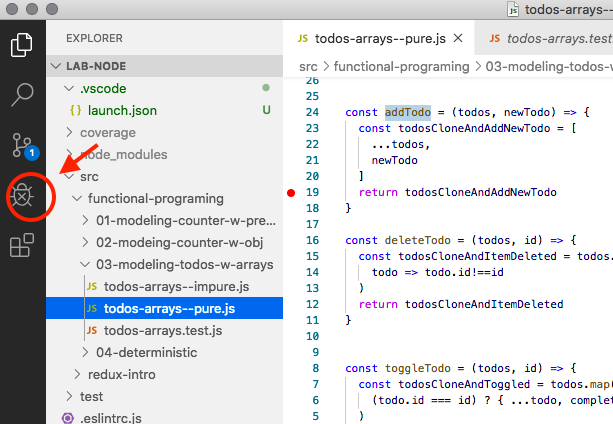 todos-arrays--
EXPLORER
LAB-NODE
.vscode
{} launch.json U
coverage
node_modules
src
functional-programing
01-modeling-counter-w-pre...
02-modeing-counter-w-obj
03-modeling-todos-w-arrays
JS todos-arrays--impure.js
JS todos-arrays--pure.js
JS todos-arrays.test.js
04-deterministic
redux-intro
test
.eslintrc.js
1
JS todos-arrays--pure.js
JS todos-arrays.test
src > functional-programing > 03-modeling-todos-w
26
25
24 const addTodo = (todos, newTodo) => {
23 const todosCloneAndAddNewTodo = [
22 ...todos,
21 newTodo
20 ]
19 return todosCloneAndAddNewTodo
18 }
17
16 const deleteTodo = (todos, id) => {
15 const todosCloneAndItemDeleted = todos.
14 todo => todo.id!==id
13 )
12 return todosCloneAndItemDeleted
11 }
10
9
8 const toggleTodo = (todos, id) => {
7 const todosCloneAndToggled = todos.map(
6 (todo.id === id) ? { ...todo, complet
5 )